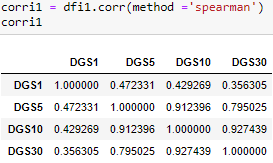 corri1 = dfi1.corr(method ='spearman')
corri1
DGS1 DGS5 DGS10 DGS30
DGS1 1.000000 0.472331 0.429269 0.356305
DGS5 0.472331 1.000000 0.912396 0.795025
DGS10 0.429269 0.912396 1.000000 0.927439
DGS30 0.356305 0.795025 0.927439 1.000000